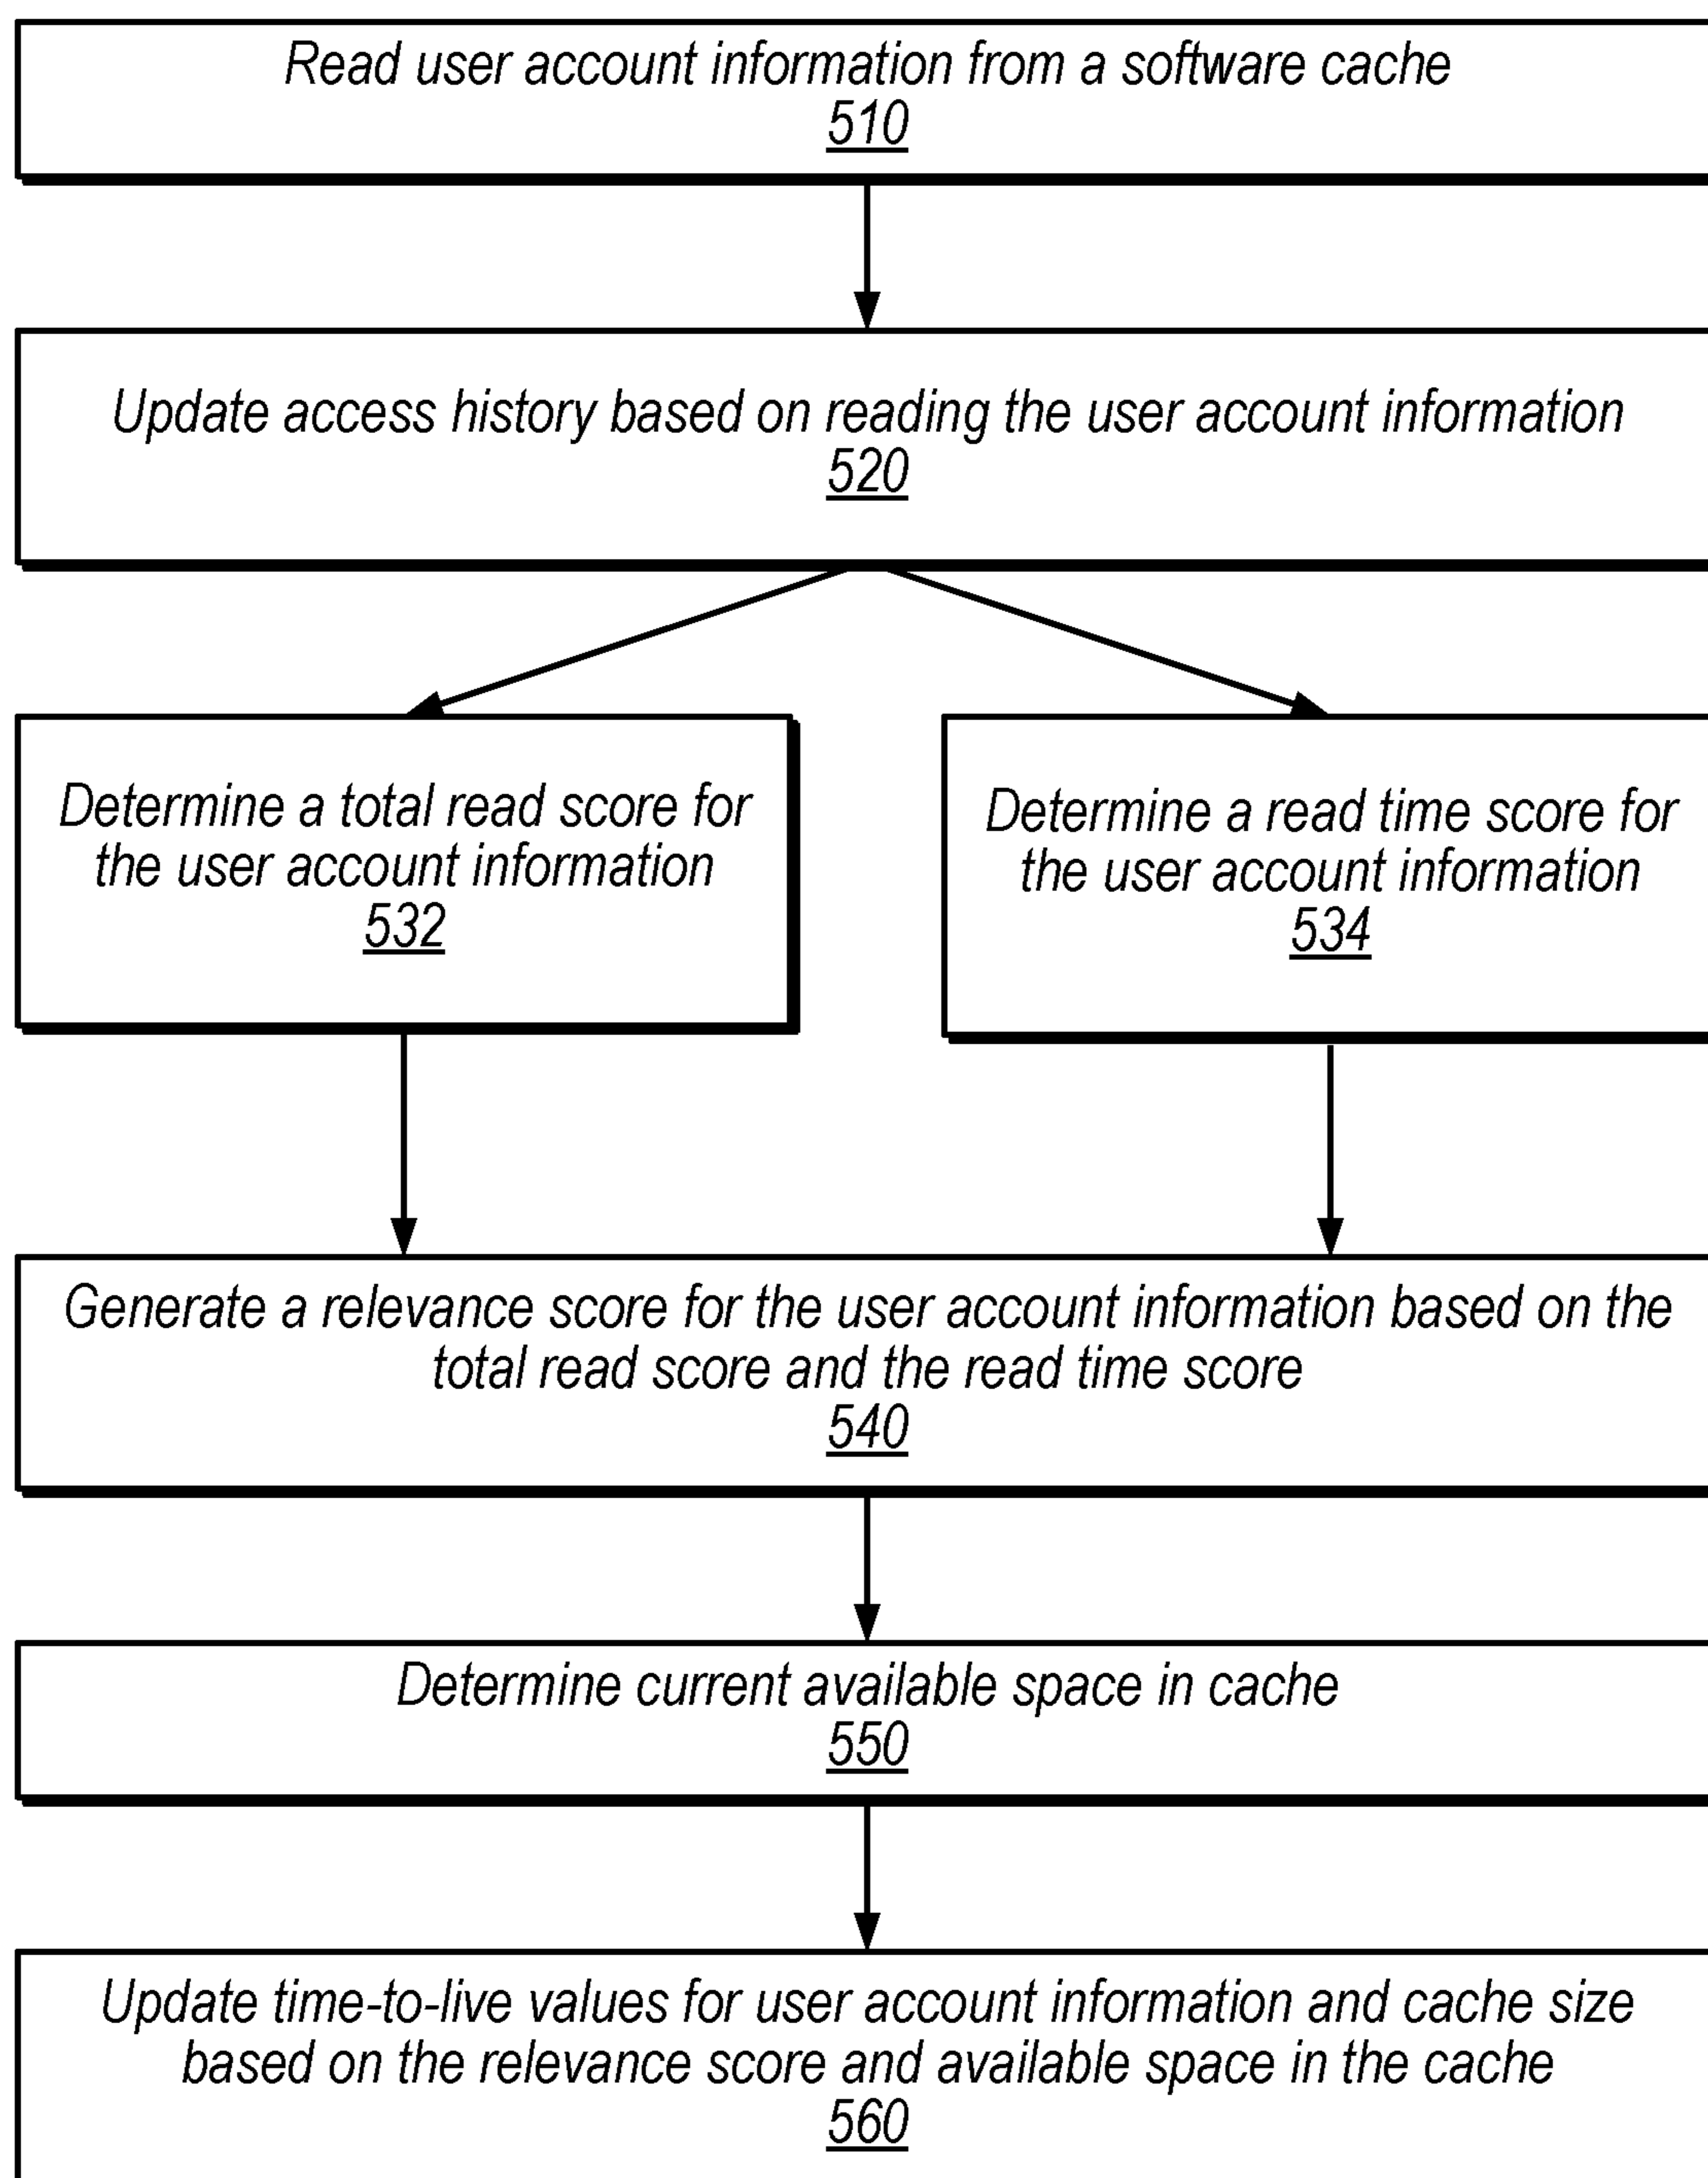 Read user account information from a software cache
510
Update access history based on reading the user account information
520
Determine a total read score for
the user account information
532
Determine a read time score for
the user account information
534
Generate a relevance score for the user account information based on the
total read score and the read time score
540
Determine current available space in cache
550
Update time-to-live values for user account information and cache size
based on the relevance score and available space in the cache
560